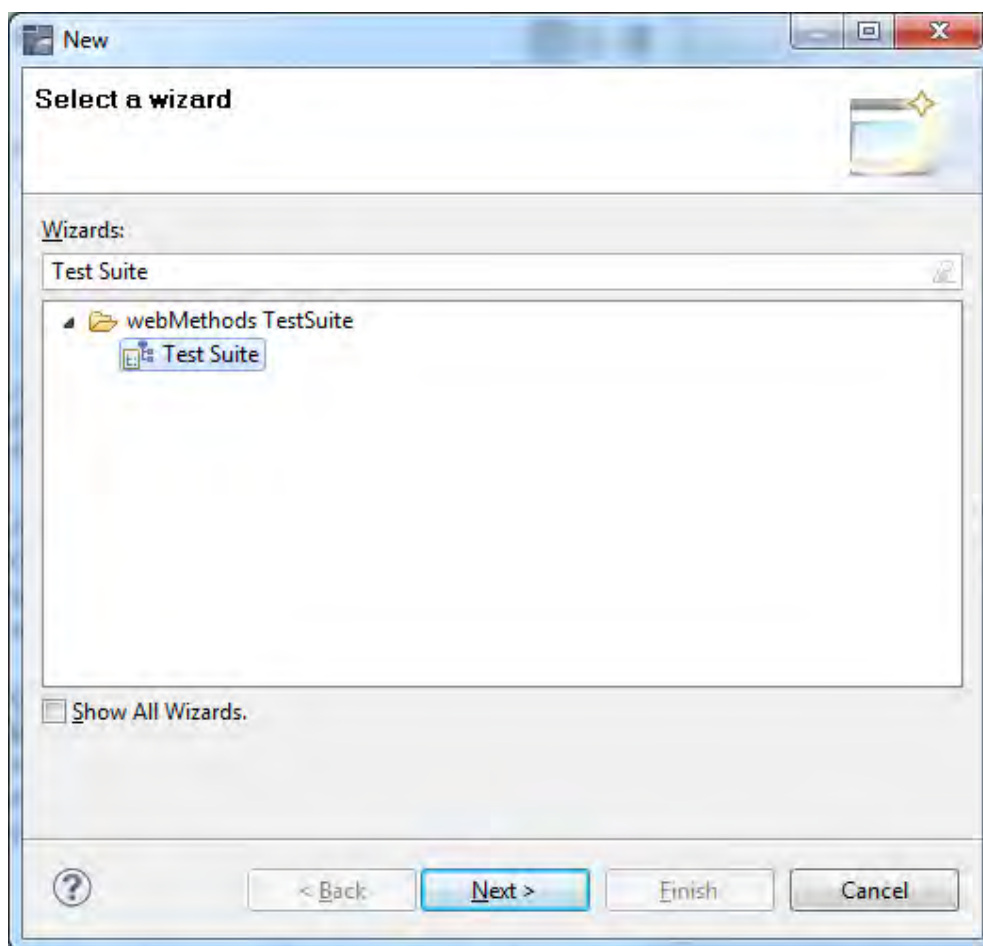 New
Select a wizard
Wizards:
Test Suite
webMethods TestSuite
Test Suite
Show All Wizards.
? < Back Next > Finish Cancel